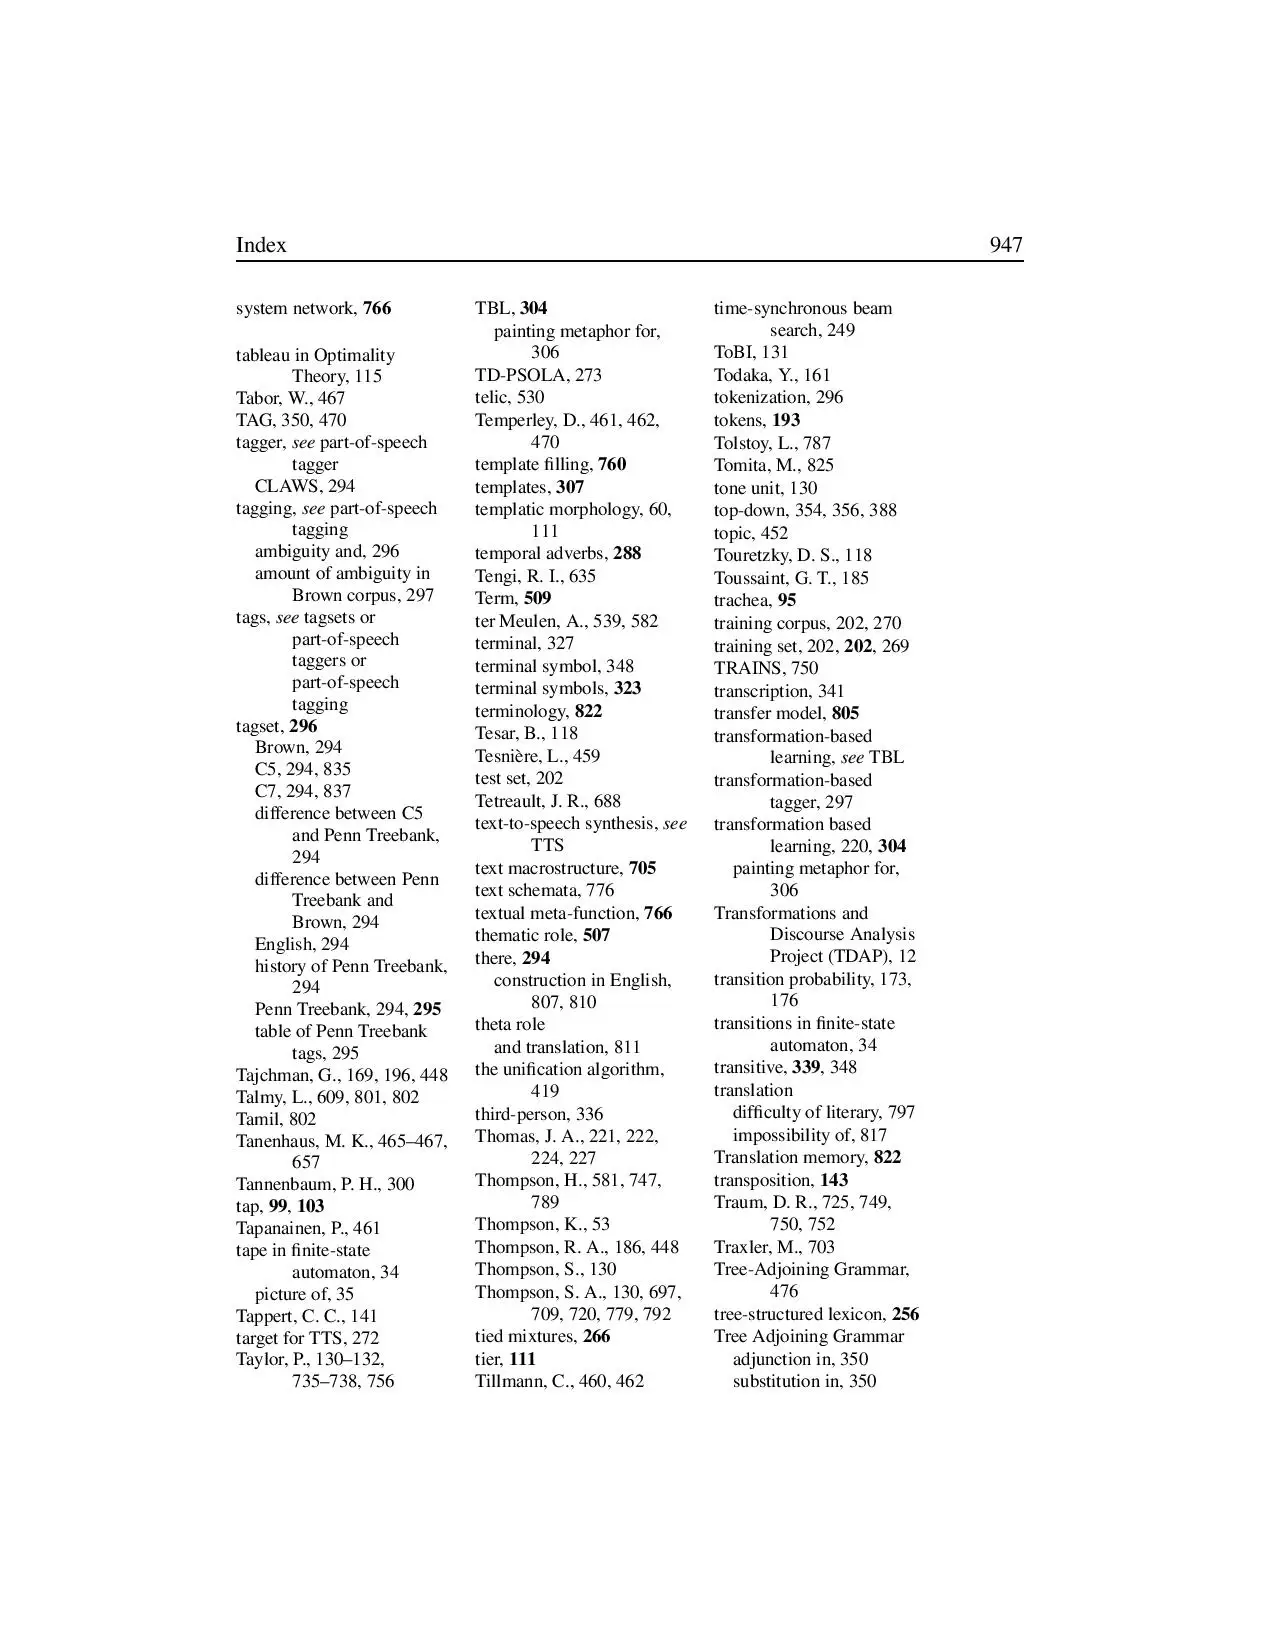 Index 947
system network, 766
tableau in Optimality
Theory, 115
Tabor, W., 467
TAG, 350, 470
tagger, see part-of-speech
tagger
CLAWS, 294
tagging, see part-of-speech
tagging
ambiguity and, 296
amount of ambiguity in
Brown corpus, 297
tags, see tagsets or
part-of-speech
taggers or
part-of-speech
tagging
tagset, 296
Brown, 294
C5, 294, 835
C7, 294, 837
difference between C5
and Penn Treebank,
294
difference between Penn
Treebank and
Brown, 294
English, 294
history of Penn Treebank,
294
Penn Treebank, 294, 295
table of Penn Treebank
tags, 295
Tajchman, G., 169, 196, 448
Talmy, L., 609, 801, 802
Tamil, 802
Tanenhaus, M. K., 465–467,
657
Tannenbaum, P. H., 300
tap, 99, 103
Tapanainen, P., 461
tape in finite-state
automaton, 34
picture of, 35
Tappert, C. C., 141
target for TTS, 272
Taylor, P., 130–132,
735–738, 756
TBL, 304
painting metaphor for,
306
TD-PSOLA, 273
telic, 530
Temperley, D., 461, 462,
470
template filling, 760
templates, 307
templatic morphology, 60,
111
temporal adverbs, 288
Tengi, R. I., 635
Term, 509
ter Meulen, A., 539, 582
terminal, 327
terminal symbol, 348
terminal symbols, 323
terminology, 822
Tesar, B., 118
Tesnière, L., 459
test set, 202
Tetreault, J. R., 688
text-to-speech synthesis, see
TTS
text macrostructure, 705
text schemata, 776
textual meta-function, 766
thematic role, 507
there, 294
construction in English,
807, 810
theta role
and translation, 811
the unification algorithm,
419
third-person, 336
Thomas, J. A., 221, 222,
224, 227
Thompson, H., 581, 747,
789
Thompson, K., 53
Thompson, R. A., 186, 448
Thompson, S., 130
Thompson, S. A., 130, 697,
709, 720, 779, 792
tied mixtures, 266
tier, 111
Tillmann, C., 460, 462
time-synchronous beam
search, 249
ToBI, 131
Todaka, Y., 161
tokenization, 296
tokens, 193
Tolstoy, L., 787
Tomita, M., 825
tone unit, 130
top-down, 354, 356, 388
topic, 452
Touretzky, D. S., 118
Toussaint, G. T., 185
trachea, 95
training corpus, 202, 270
training set, 202, 202, 269
TRAINS, 750
transcription, 341
transfer model, 805
transformation-based
learning, see TBL
transformation-based
tagger, 297
transformation based
learning, 220, 304
painting metaphor for,
306
Transformations and
Discourse Analysis
Project (TDAP), 12
transition probability, 173,
176
transitions in finite-state
automaton, 34
transitive, 339, 348
translation
difficulty of literary, 797
impossibility of, 817
Translation memory, 822
transposition, 143
Traum, D. R., 725, 749,
750, 752
Traxler, M., 703
Tree-Adjoining Grammar,
476
tree-structured lexicon, 256
Tree Adjoining Grammar
adjunction in, 350
substitution in, 350